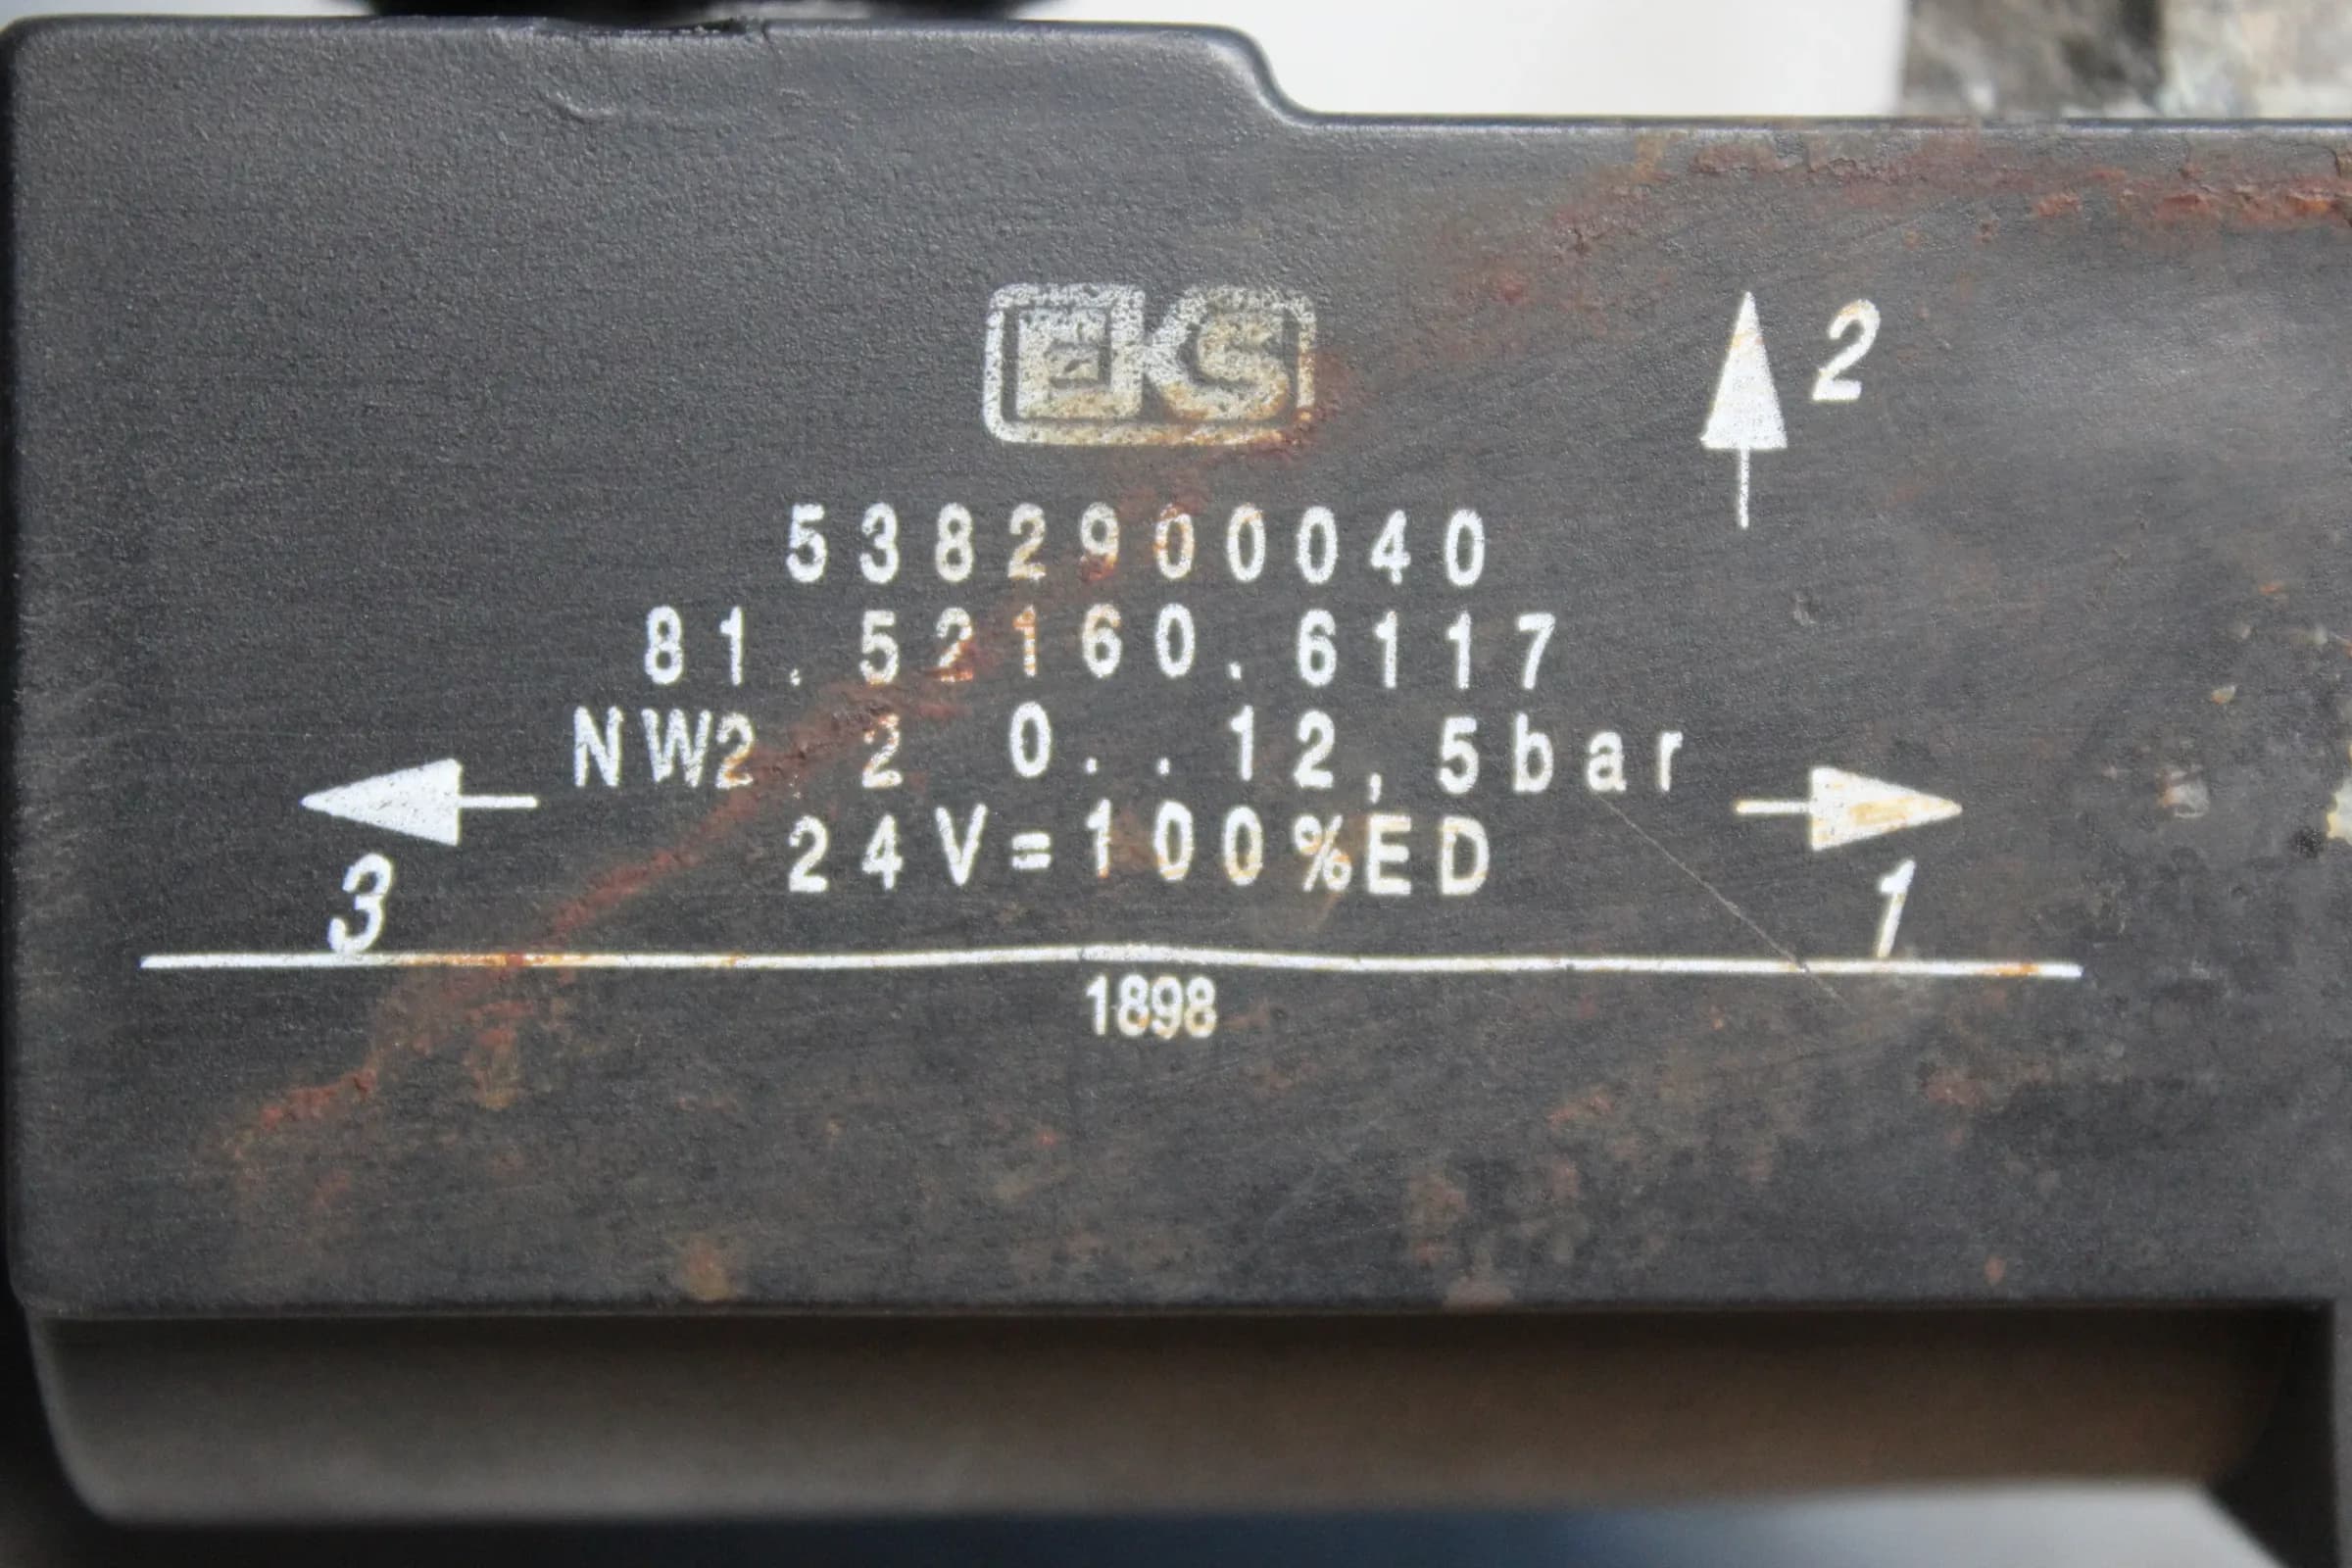 EKS
2
5382900040
81.52160.6117
NW2,2 0..12,5bar
24V=100%ED
3
1
1898